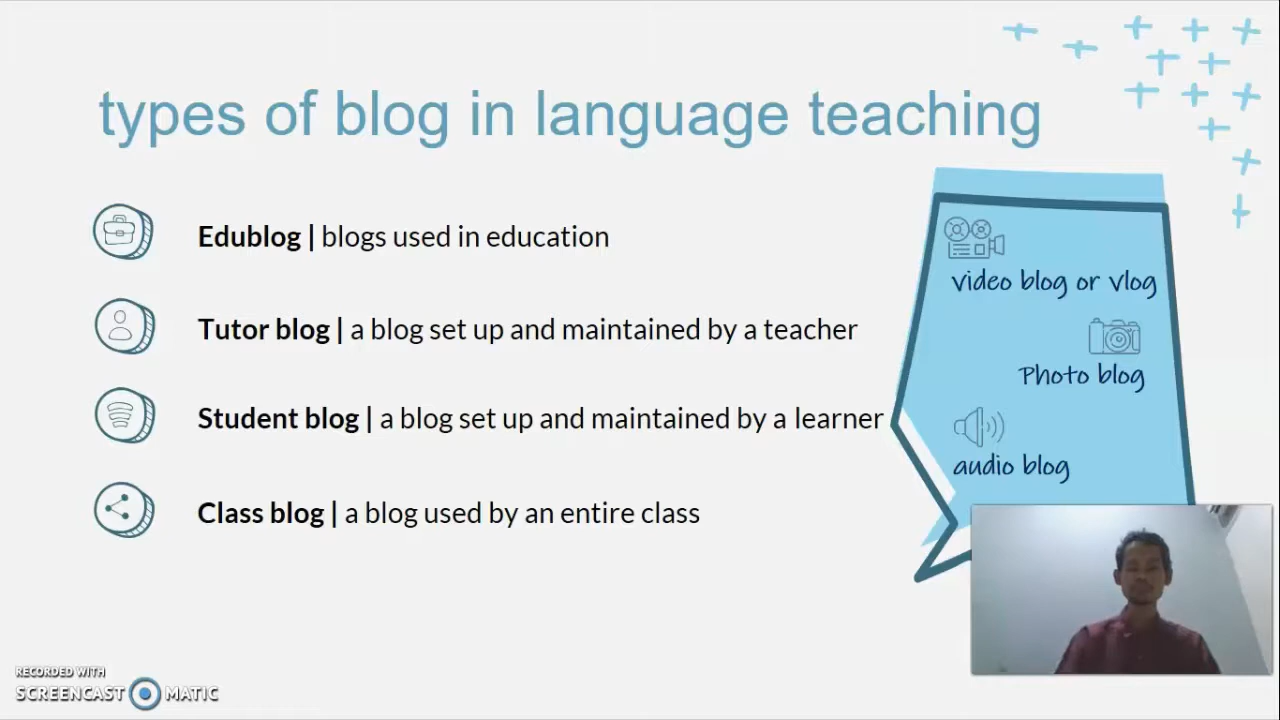 types of blog in language teaching
Edublog | blogs used in education
Tutor blog | a blog set up and maintained by a teacher
Student blog | a blog set up and maintained by a learner
Class blog | a blog used by an entire class
video blog or vlog
Photo blog
audio blog
RECORDED WITH
SCREENCAST MATIC